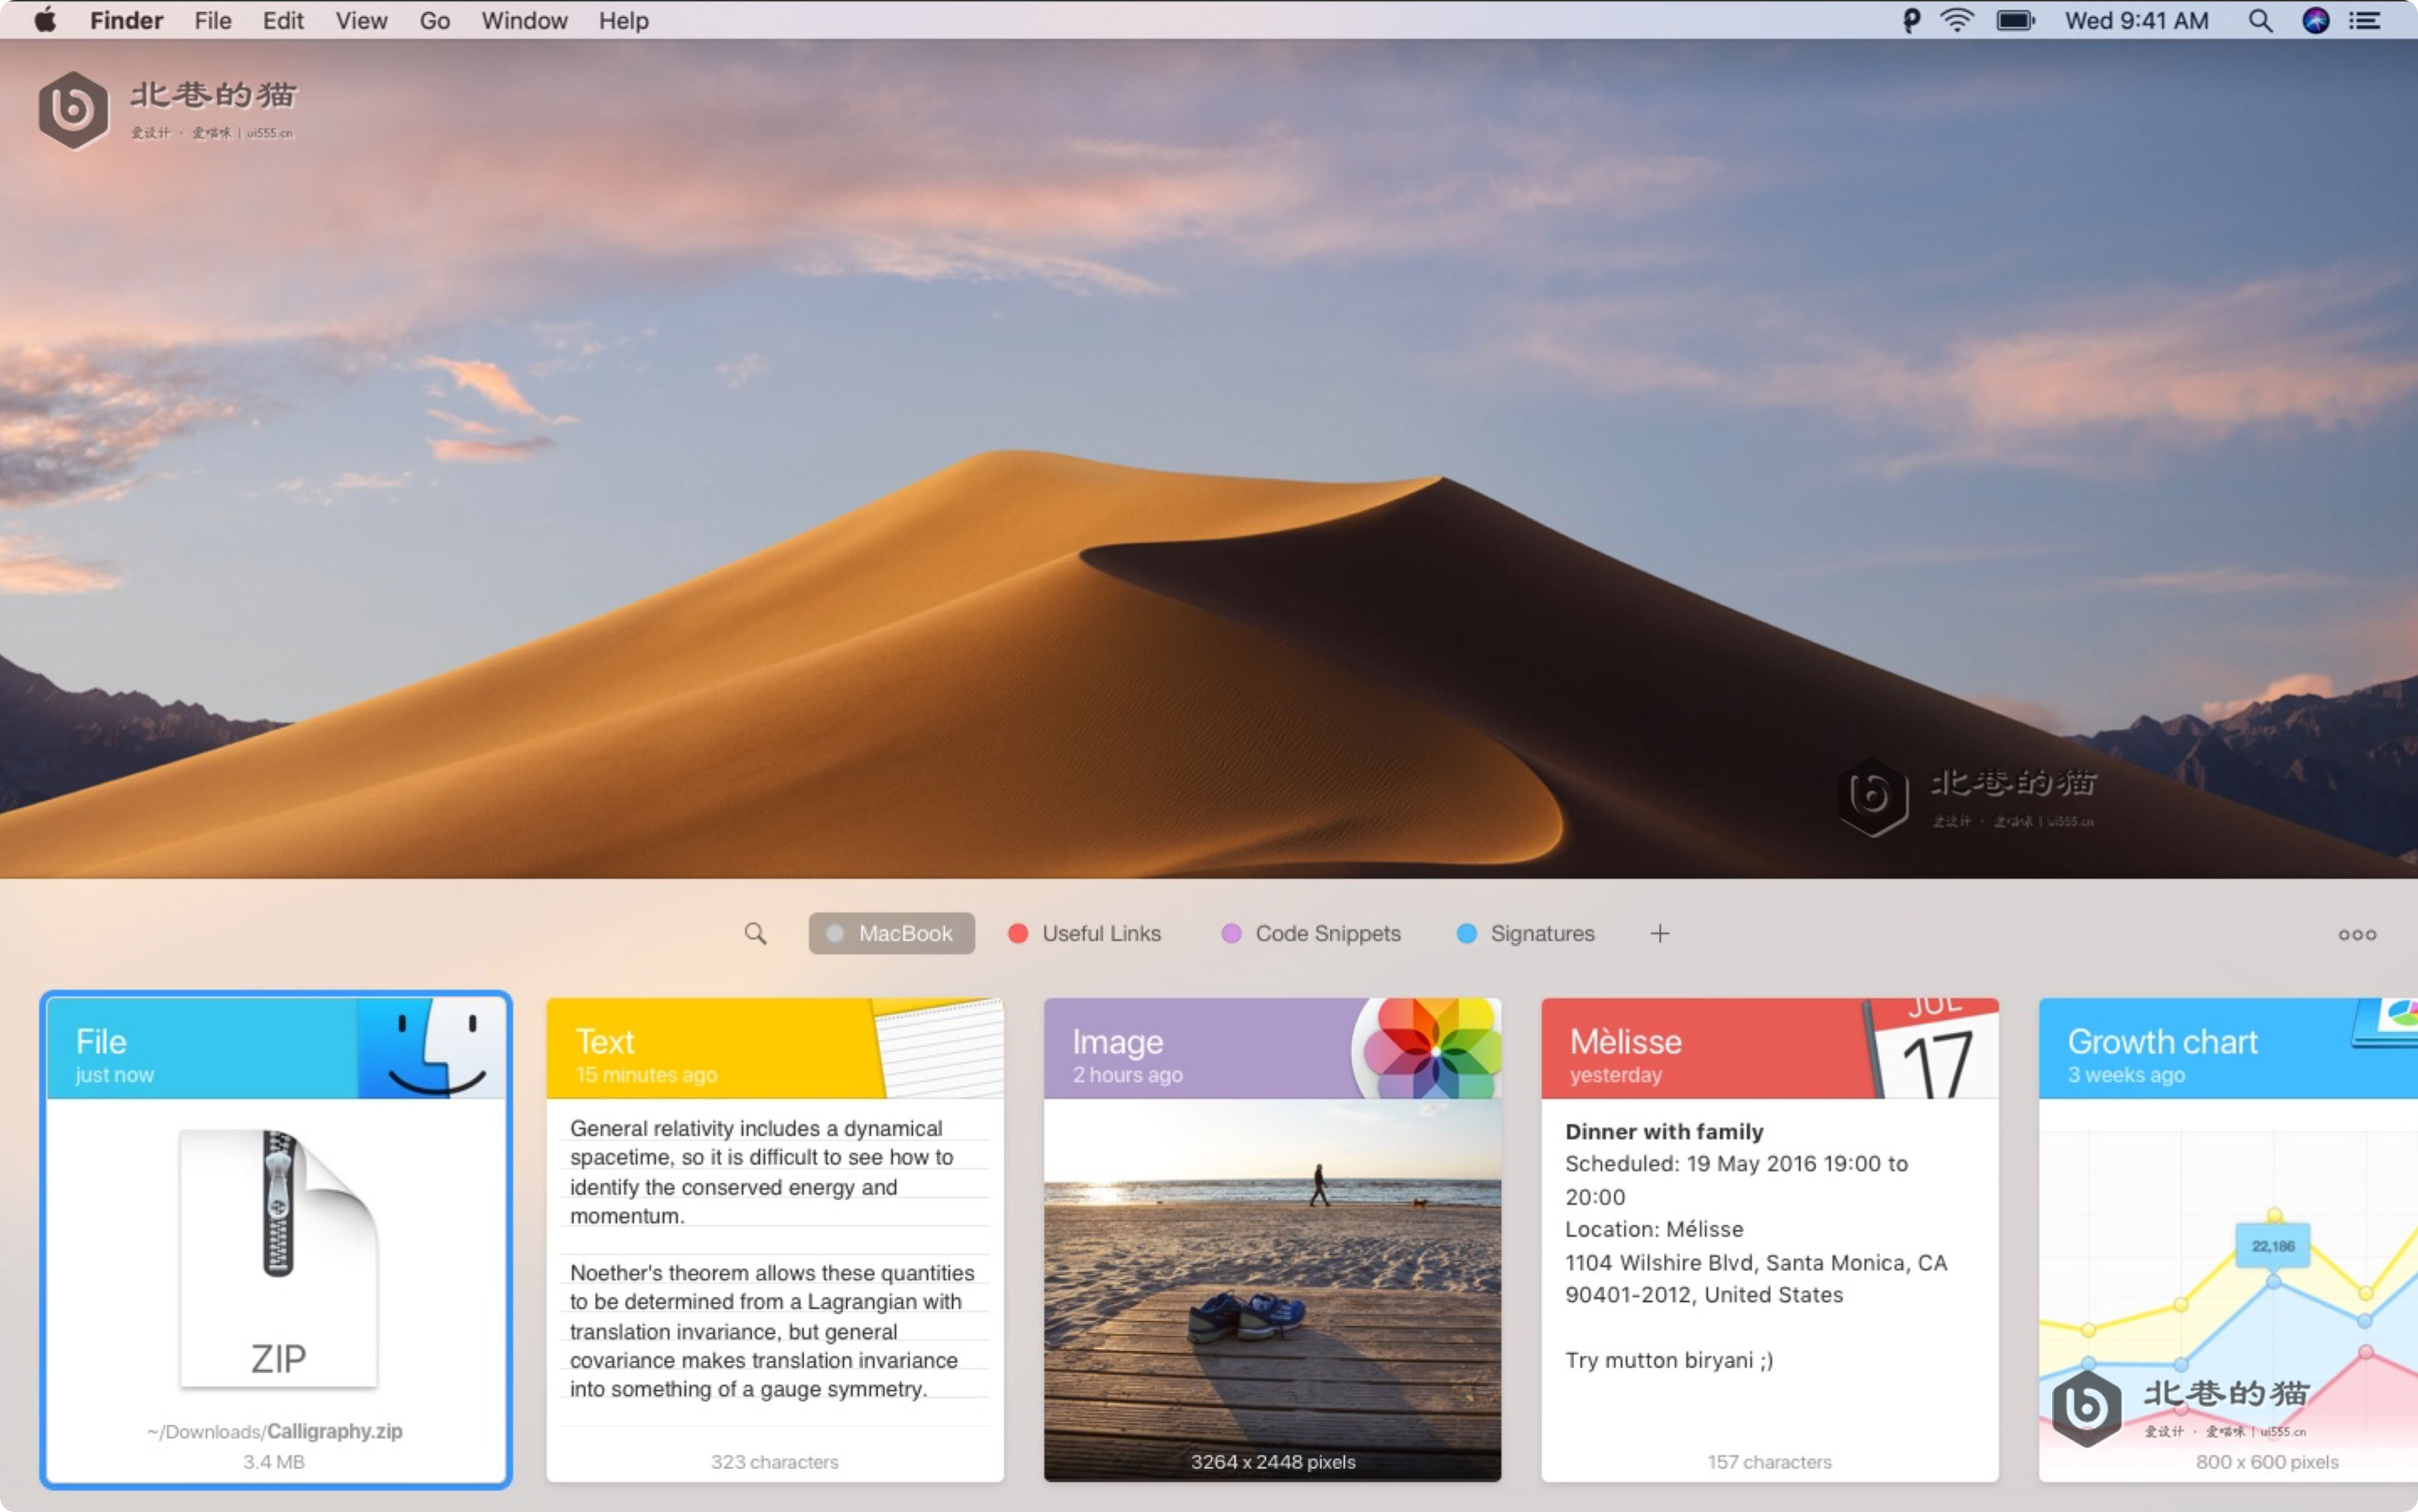 Finder File Edit View Go Window Help Wed 9:41 AM
北巷的猫
爱设计 · 爱喵咪 | ui555.cn
北巷的猫
爱设计 · 爱喵咪 | ui555.cn
MacBook Useful Links Code Snippets Signatures
File
just now
ZIP
~/Downloads/Calligraphy.zip
3.4 MB
Text
15 minutes ago
General relativity includes a dynamical
spacetime, so it is difficult to see how to
identify the conserved energy and
momentum.
Noether's theorem allows these quantities
to be determined from a Lagrangian with
translation invariance, but general
covariance makes translation invariance
into something of a gauge symmetry.
323 characters
Image
2 hours ago
3264 x 2448 pixels
Mèlisse
yesterday
JUL
17
Dinner with family
Scheduled: 19 May 2016 19:00 to
20:00
Location: Mélisse
1104 Wilshire Blvd, Santa Monica, CA
90401-2012, United States
Try mutton biryani ;)
157 characters
Growth chart
3 weeks ago
22,186
北巷的猫
爱设计 · 爱喵咪 | ui555.cn
800 x 600 pixels